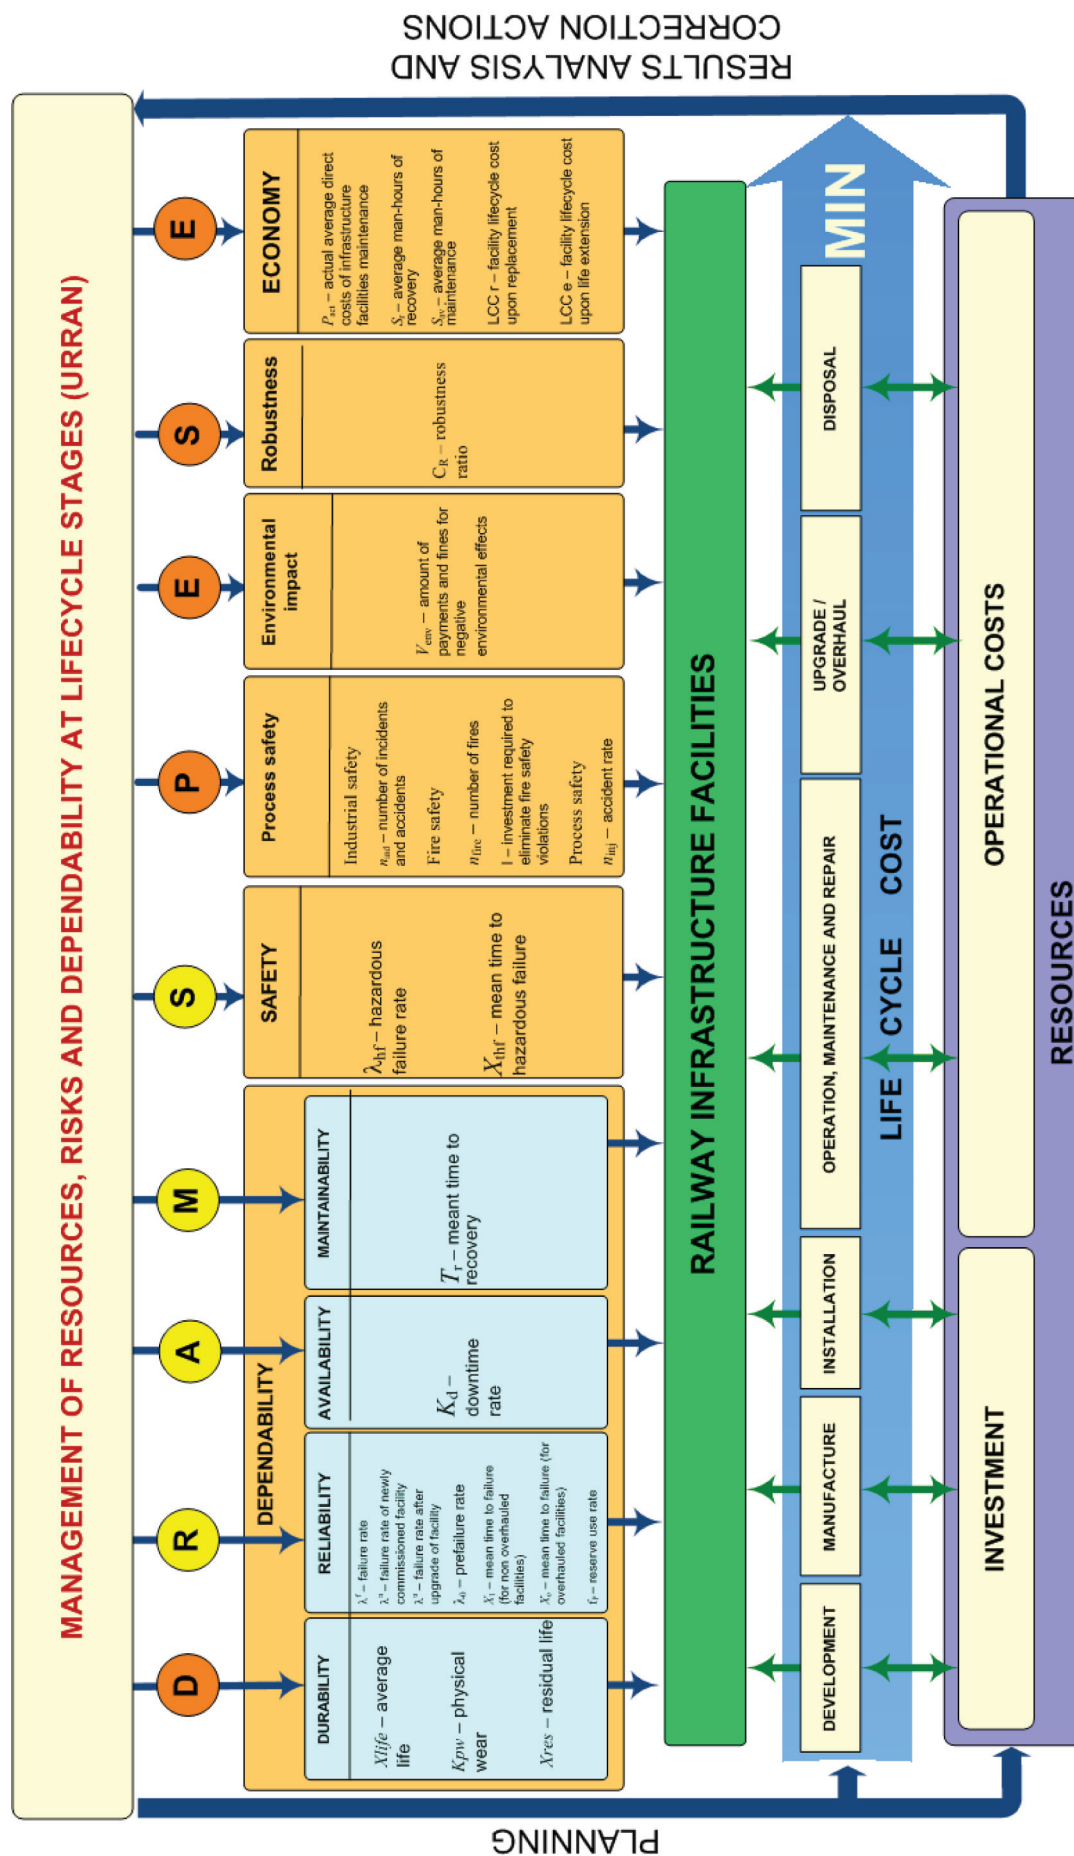 MANAGEMENT OF RESOURCES, RISKS AND DEPENDABILITY AT LIFECYCLE STAGES (URRAN)
PLANNING
RESULTS ANALYSIS AND
CORRECTION ACTIONS
D
R
A
M
S
P
E
S
E
DEPENDABILITY
DURABILITY
Xlife – average
life
Kpw – physical
wear
Xres – residual life
RELIABILITY
– failure rate
– failure rate of newly
commissioned facility
– failure rate after
upgrade of facility
– prefailure rate
– mean time to failure
(for non overhauled
facilities)
– mean time to failure (for
overhauled facilities)
– reserve use rate
AVAILABILITY
Kd –
downtime
rate
MAINTAINABILITY
Tr – meant time to
recovery
SAFETY
λhf – hazardous
failure rate
Xthf – mean time to
hazardous failure
Process safety
Industrial safety
– number of incidents
and accidents
Fire safety
nfire – number of fires
I – investment required to
eliminate fire safety
violations
Process safety
ninj – accident rate
Environmental
impact
Venv – amount of
payments and fines for
negative
environmental effects
Robustness
CR – robustness
ratio
ECONOMY
Pact – actual average direct
costs of infrastructure
facilities maintenance
Sr – average man-hours of
recovery
Sav – average man-hours of
maintenance
LCC r – facility lifecycle cost
upon replacement
LCC e – facility lifecycle cost
upon life extension
RAILWAY INFRASTRUCTURE FACILITIES
DEVELOPMENT
MANUFACTURE
INSTALLATION
OPERATION, MAINTENANCE AND REPAIR
UPGRADE /
OVERHAUL
DISPOSAL
MIN
LIFE CYCLE COST
INVESTMENT
OPERATIONAL COSTS
RESOURCES